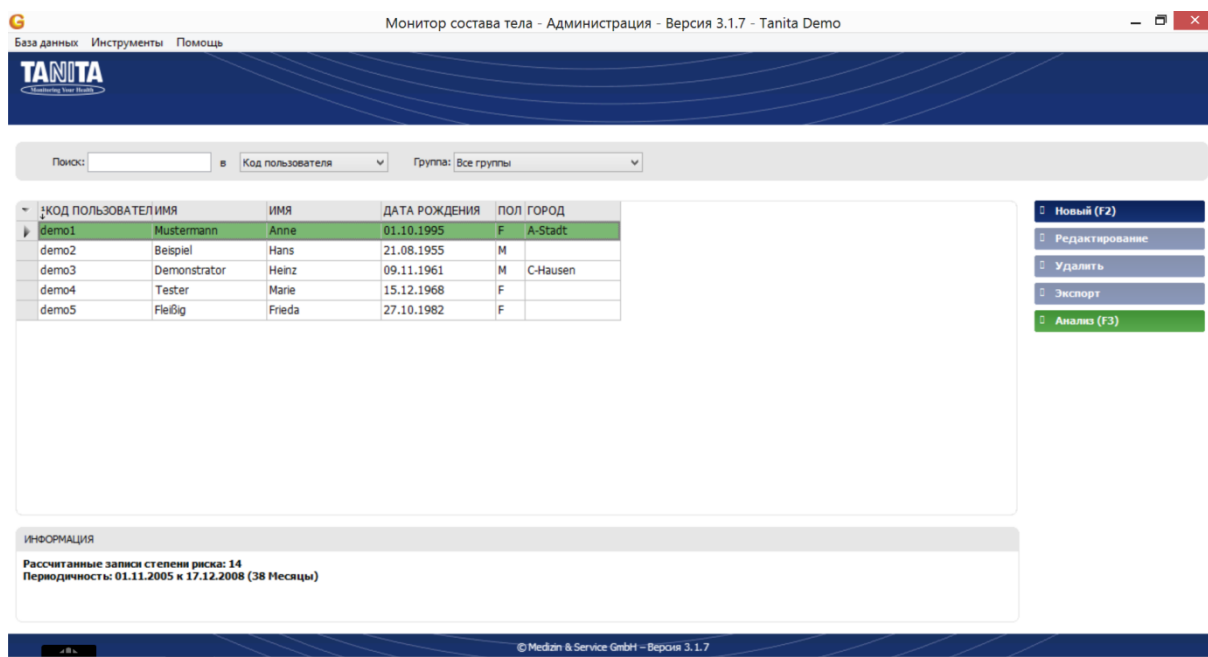 Монитор состава тела - Администрация - Версия 3.1.7 - Tanita Demo
База данных Инструменты Помощь
TANITA
Monitoring Your Health
Поиск: в Код пользователя Группа: Все группы
КОД ПОЛЬЗОВАТЕЛ ИМЯ ИМЯ ДАТА РОЖДЕНИЯ ПОЛ ГОРОД
demo1 Mustermann Anne 01.10.1995 F A-Stadt
demo2 Beispiel Hans 21.08.1955 M
demo3 Demonstrator Heinz 09.11.1961 M C-Hausen
demo4 Tester Marie 15.12.1968 F
demo5 Fleißig Frieda 27.10.1982 F
Новый (F2)
Редактирование
Удалить
Экспорт
Анализ (F3)
ИНФОРМАЦИЯ
Рассчитанные записи степени риска: 14
Периодичность: 01.11.2005 к 17.12.2008 (38 Месяцы)
© Medizin & Service GmbH – Версия 3.1.7